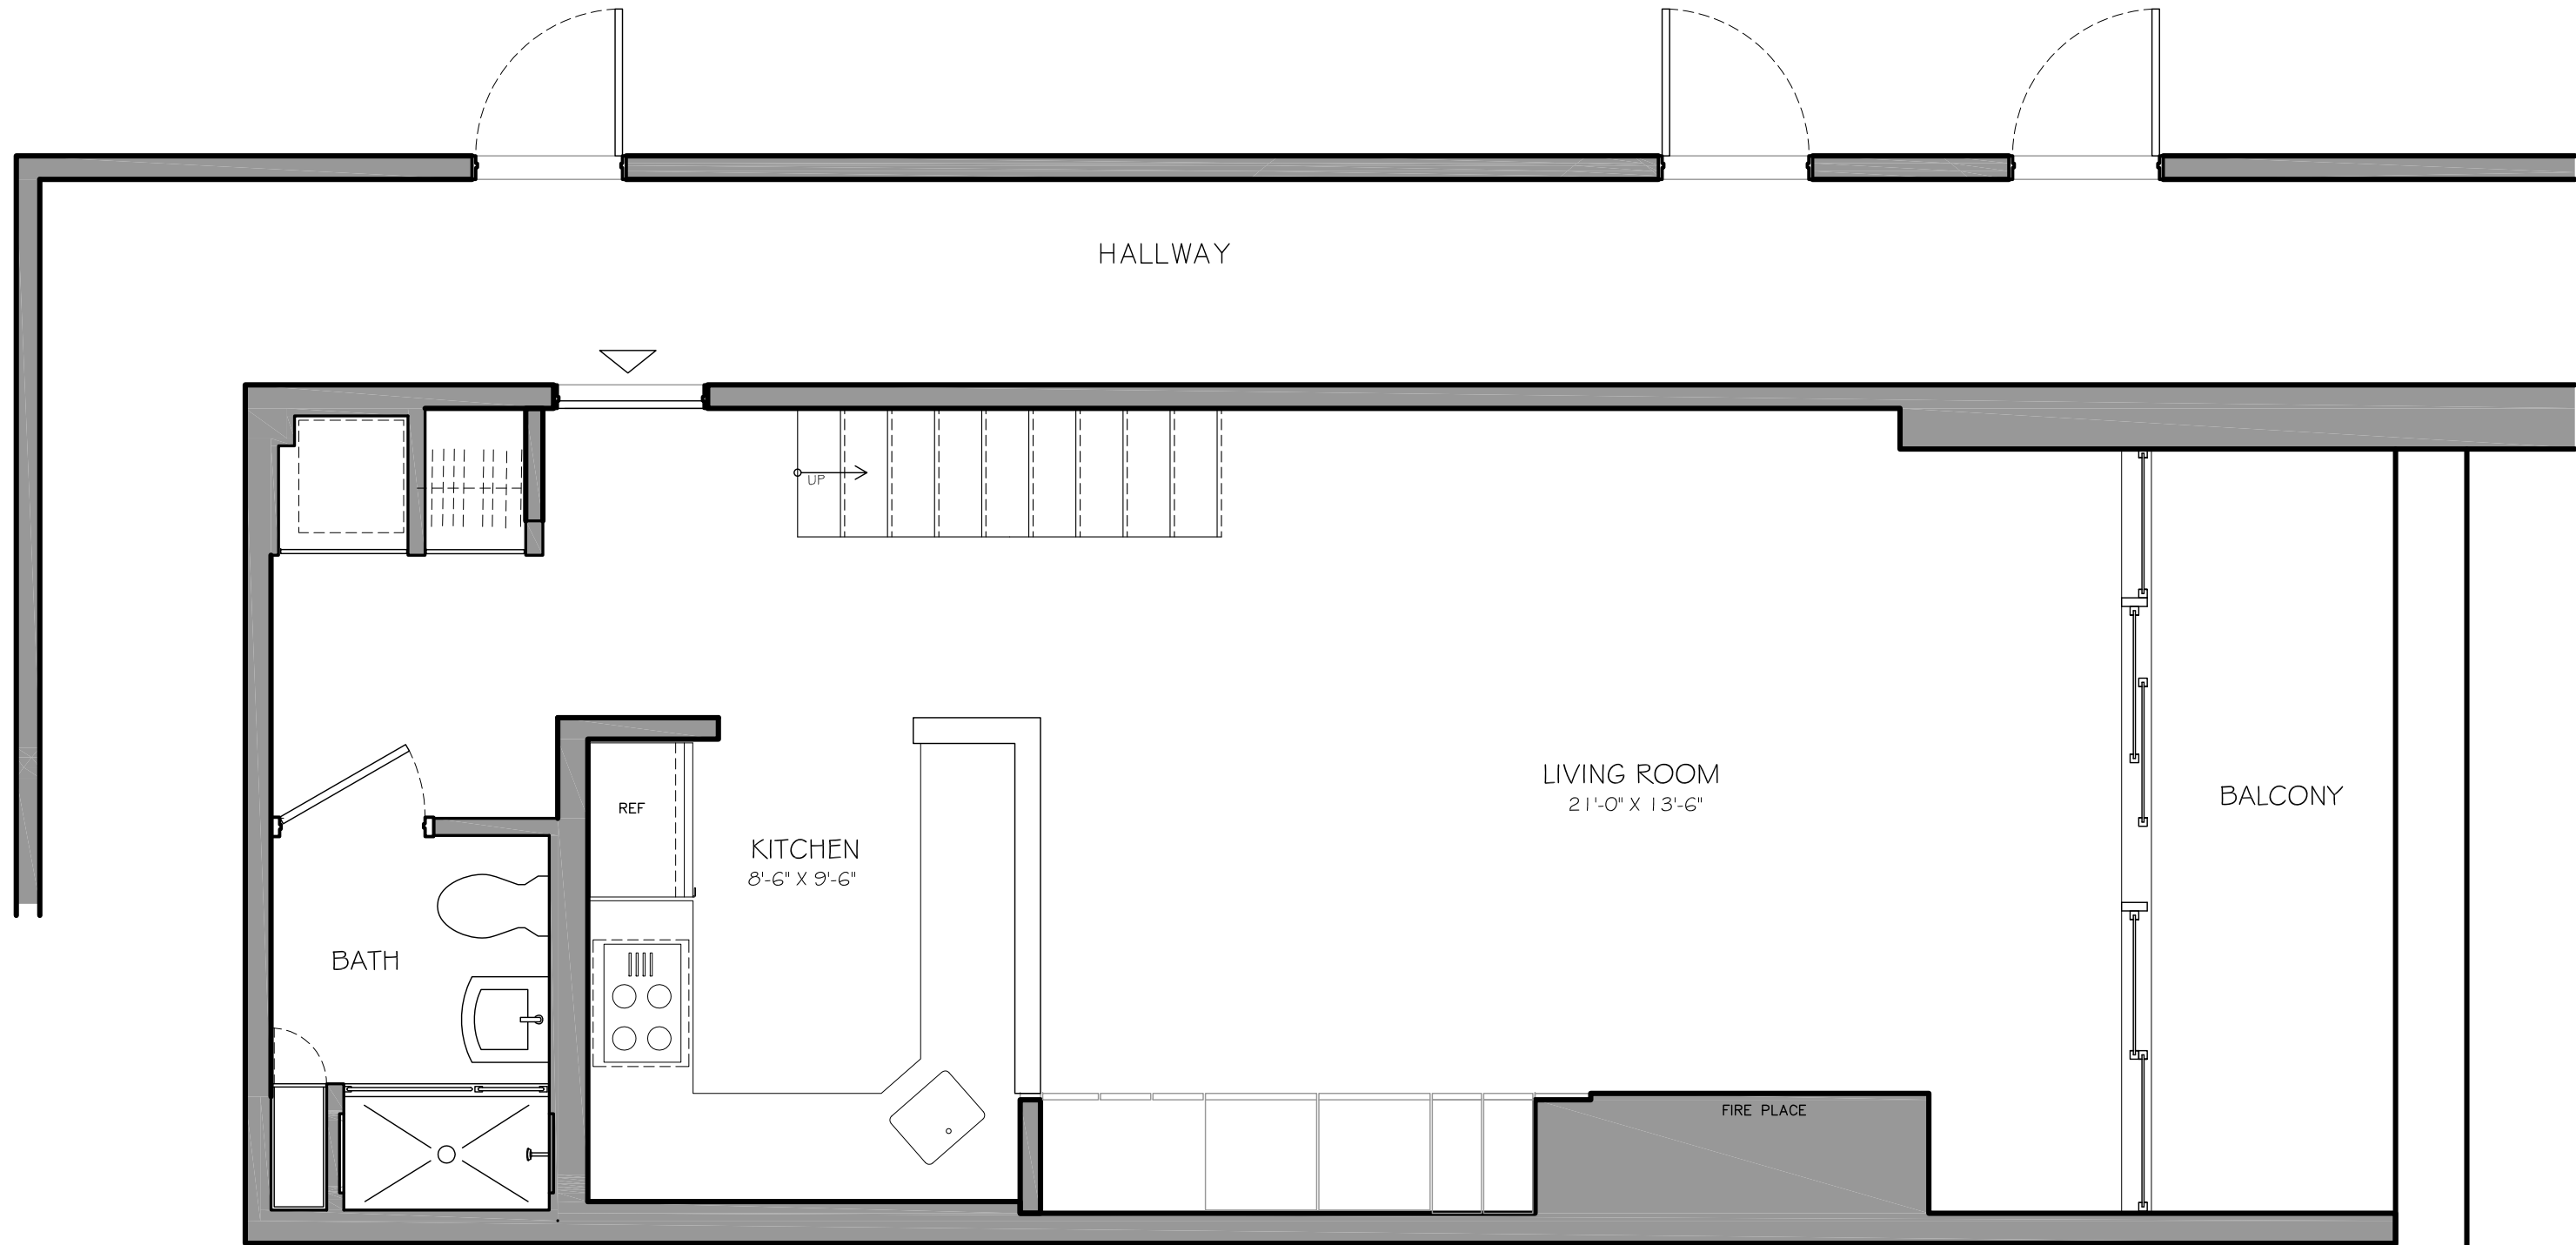 HALLWAY
UP
LIVING ROOM
21'-0" X 13'-6"
BALCONY
REF
KITCHEN
8'-6" X 9'-6"
BATH
FIRE PLACE